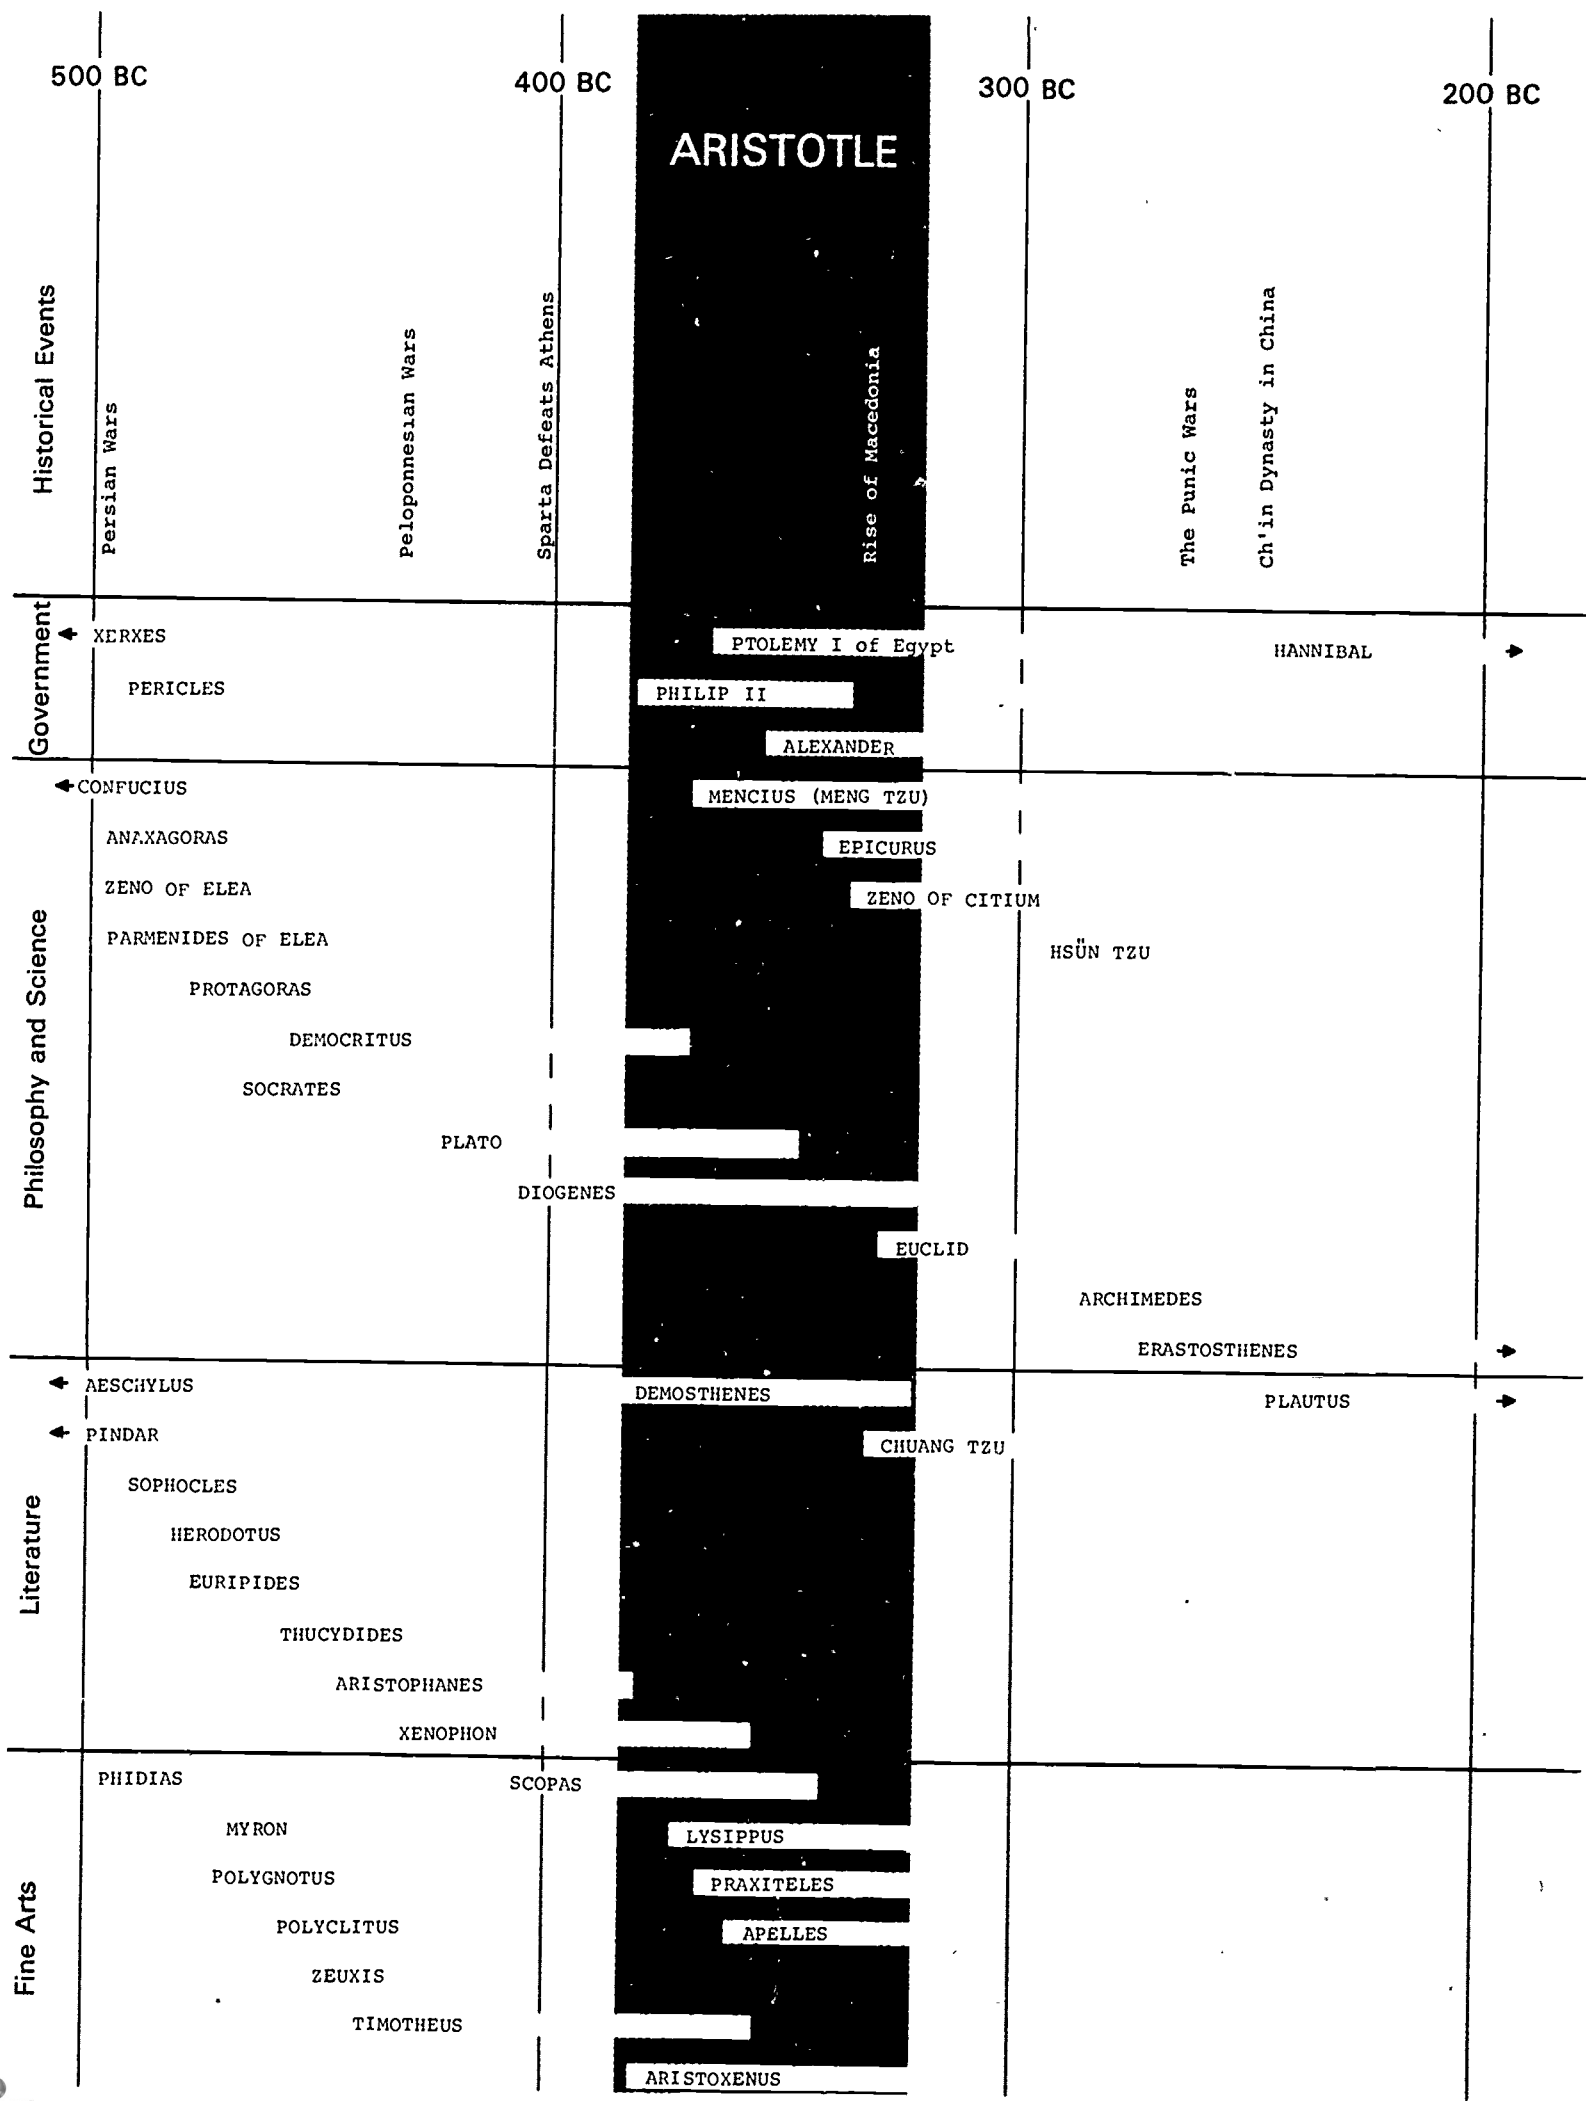 500 BC
400 BC
300 BC
200 BC
ARISTOTLE
Historical Events
Persian Wars
Peloponnesian Wars
Sparta Defeats Athens
Rise of Macedonia
The Punic Wars
Ch'in Dynasty in China
Government
XERXES
PTOLEMY I of Egypt
HANNIBAL
PERICLES
PHILIP II
ALEXANDER
Philosophy and Science
CONFUCIUS
MENCIUS (MENG TZU)
ANAXAGORAS
EPICURUS
ZENO OF ELEA
ZENO OF CITIUM
PARMENIDES OF ELEA
HSÜN TZU
PROTAGORAS
DEMOCRITUS
SOCRATES
PLATO
DIOGENES
EUCLID
ARCHIMEDES
ERASTOSTHENES
Literature
AESCHYLUS
DEMOSTHENES
PLAUTUS
PINDAR
CHUANG TZU
SOPHOCLES
HERODOTUS
EURIPIDES
THUCYDIDES
ARISTOPHANES
XENOPHON
Fine Arts
PHIDIAS
SCOPAS
MYRON
LYSIPPUS
POLYGNOTUS
PRAXITELES
POLYCLITUS
APELLES
ZEUXIS
TIMOTHEUS
ARISTOXENUS